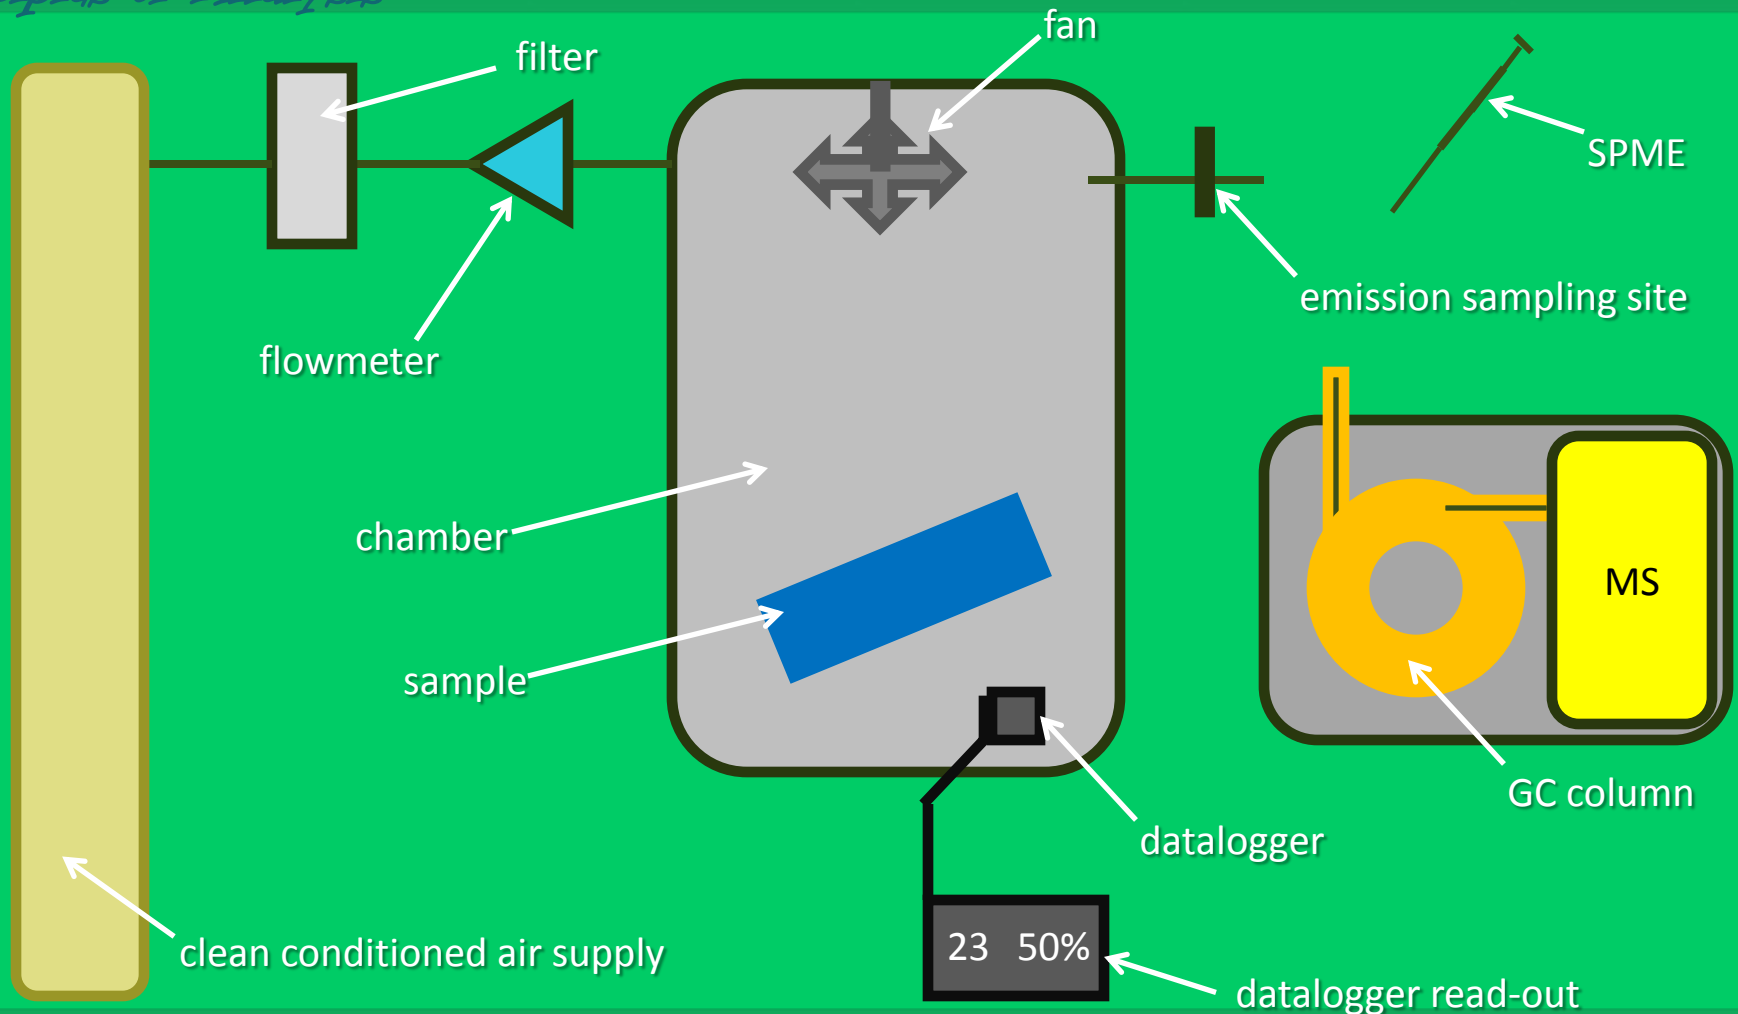 fan
filter
SPME
emission sampling site
flowmeter
chamber
MS
sample
GC column
datalogger
clean conditioned air supply
23 50%
datalogger read-out